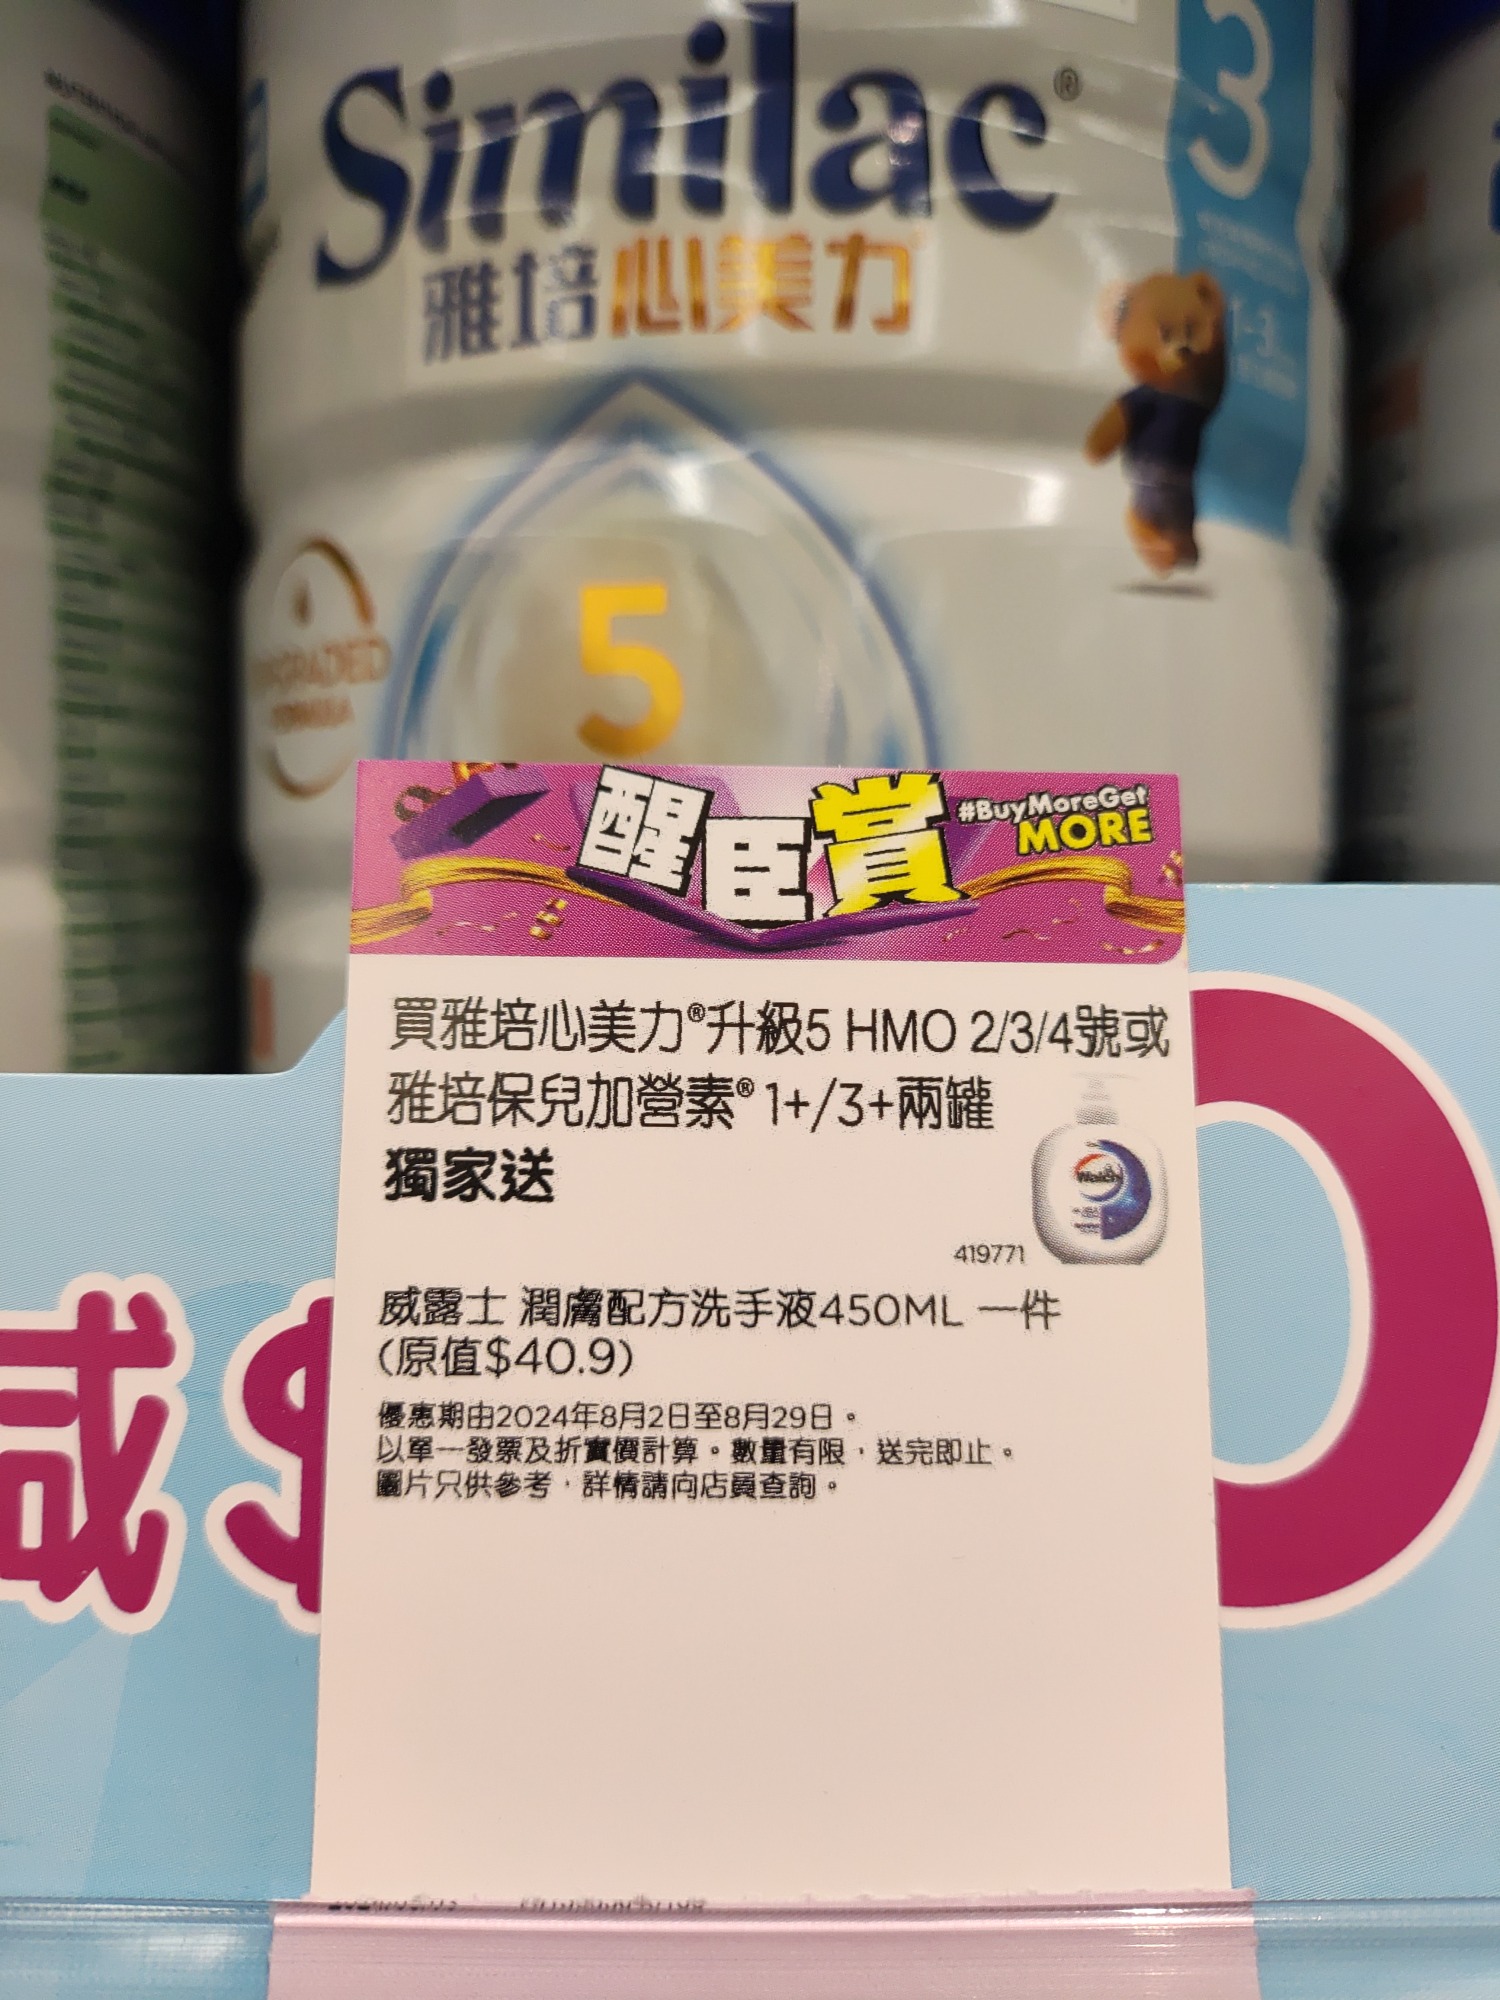 Similac®
雅培心美力
3
1-3
5
醒臣賞
#BuyMoreGet
MORE
買雅培心美力®升級5 HMO 2/3/4號或
雅培保兒加營素® 1+/3+兩罐
獨家送
Walch
419771
威露士 潤膚配方洗手液450ML 一件
(原值$40.9)
優惠期由2024年8月2日至8月29日。
以單一發票及折實價計算。數量有限，送完即止。
圖片只供參考，詳情請向店員查詢。
減$ 0